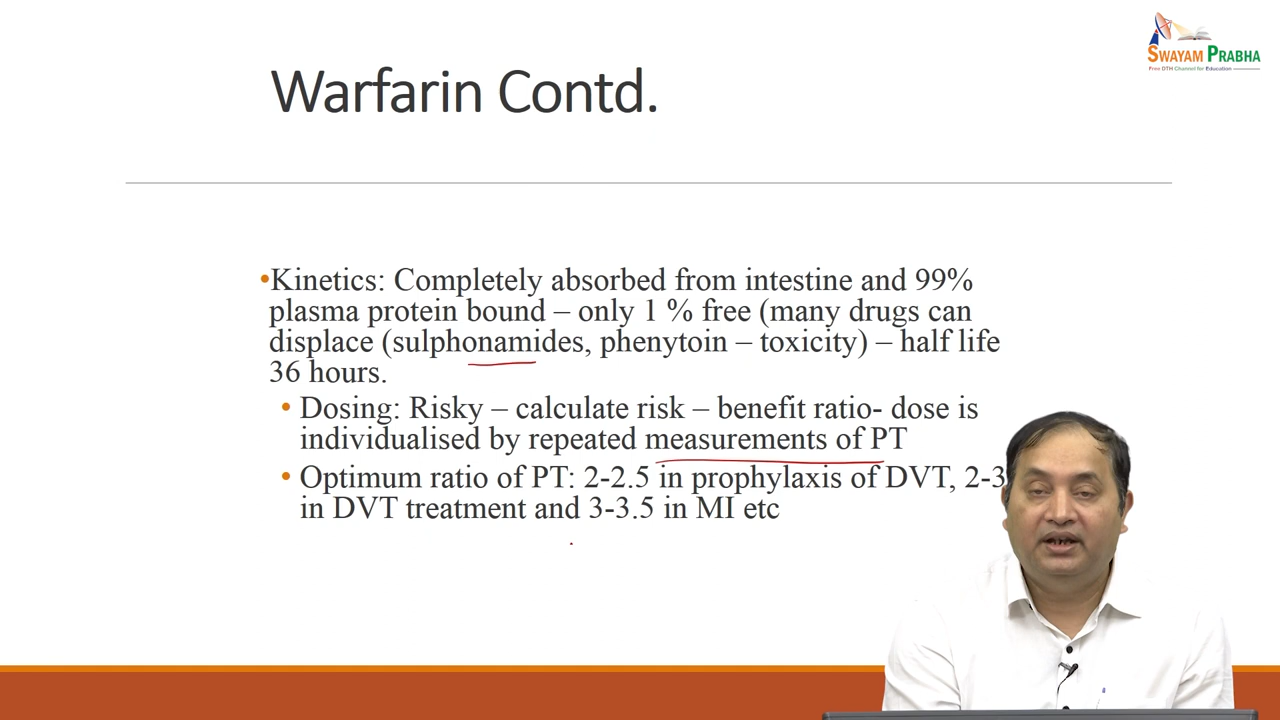 SWAYAM PRABHA
Free DTH Channel for Education
Warfarin Contd.
•Kinetics: Completely absorbed from intestine and 99%
plasma protein bound – only 1 % free (many drugs can
displace (sulphonamides, phenytoin – toxicity) – half life
36 hours.
• Dosing: Risky – calculate risk – benefit ratio- dose is
individualised by repeated measurements of PT
• Optimum ratio of PT: 2-2.5 in prophylaxis of DVT, 2-3
in DVT treatment and 3-3.5 in MI etc